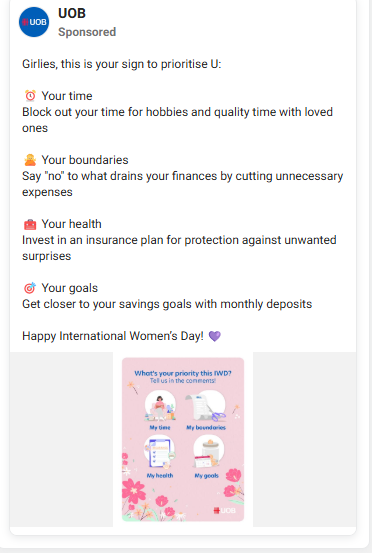 UOB
UOB
Sponsored
Girlies, this is your sign to prioritise U:
⏰ Your time
Block out your time for hobbies and quality time with loved
ones
🙅 Your boundaries
Say "no" to what drains your finances by cutting unnecessary
expenses
🧰 Your health
Invest in an insurance plan for protection against unwanted
surprises
🎯 Your goals
Get closer to your savings goals with monthly deposits
Happy International Women's Day! 💜
What's your priority this IWD?
Tell us in the comments!
My time
My boundaries
My health
My goals
UOB